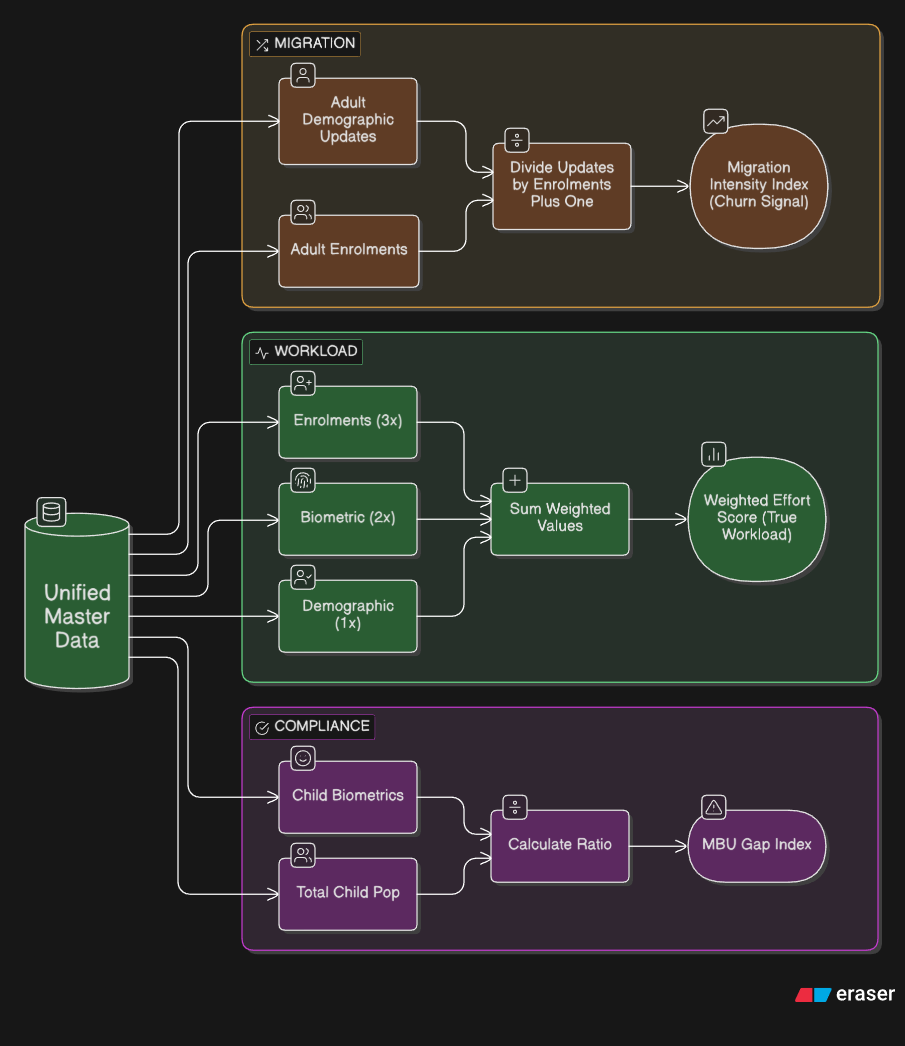 MIGRATION
Adult
Demographic
Updates
Adult Enrolments
Divide Updates
by Enrolments
Plus One
Migration
Intensity Index
(Churn Signal)
WORKLOAD
Enrolments (3x)
Biometric (2x)
Demographic
(1x)
Sum Weighted
Values
Weighted Effort
Score (True
Workload)
Unified
Master
Data
COMPLIANCE
Child Biometrics
Total Child Pop
Calculate Ratio
MBU Gap Index
eraser